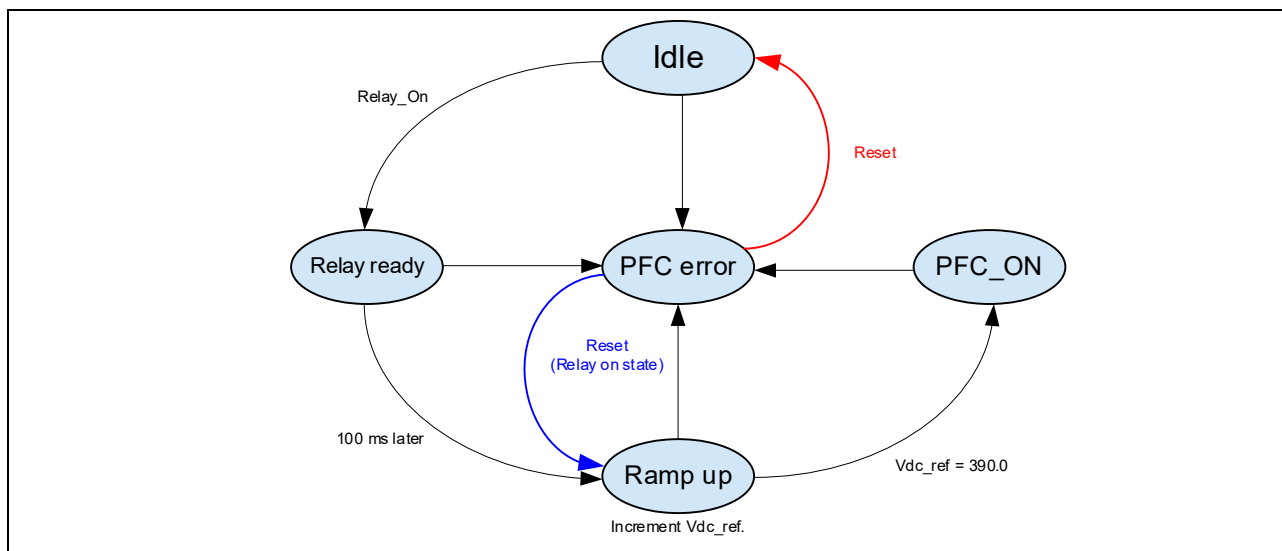 Idle
Relay_On
Reset
Relay ready
PFC error
PFC_ON
Reset
(Relay on state)
100 ms later
Vdc_ref = 390.0
Ramp up
Increment Vdc_ref.